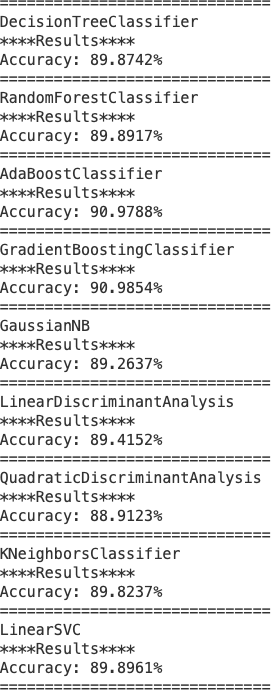 ==============================
DecisionTreeClassifier
****Results****
Accuracy: 89.8742%
==============================
RandomForestClassifier
****Results****
Accuracy: 89.8917%
==============================
AdaBoostClassifier
****Results****
Accuracy: 90.9788%
==============================
GradientBoostingClassifier
****Results****
Accuracy: 90.9854%
==============================
GaussianNB
****Results****
Accuracy: 89.2637%
==============================
LinearDiscriminantAnalysis
****Results****
Accuracy: 89.4152%
==============================
QuadraticDiscriminantAnalysis
****Results****
Accuracy: 88.9123%
==============================
KNeighborsClassifier
****Results****
Accuracy: 89.8237%
==============================
LinearSVC
****Results****
Accuracy: 89.8961%
==============================